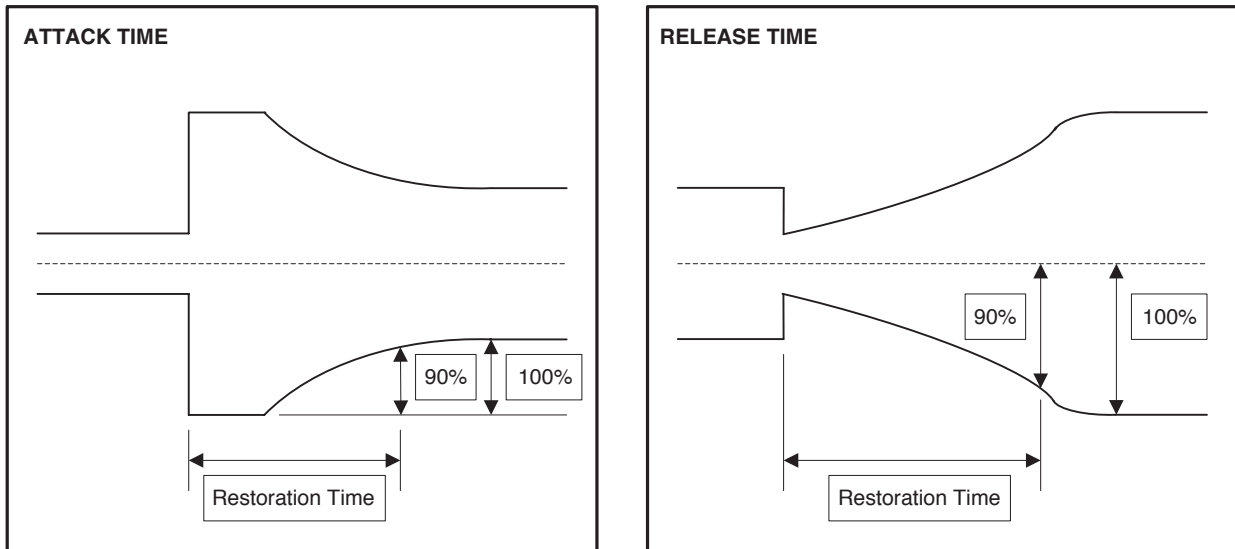 ATTACK TIME
90%
100%
Restoration Time
RELEASE TIME
90%
100%
Restoration Time